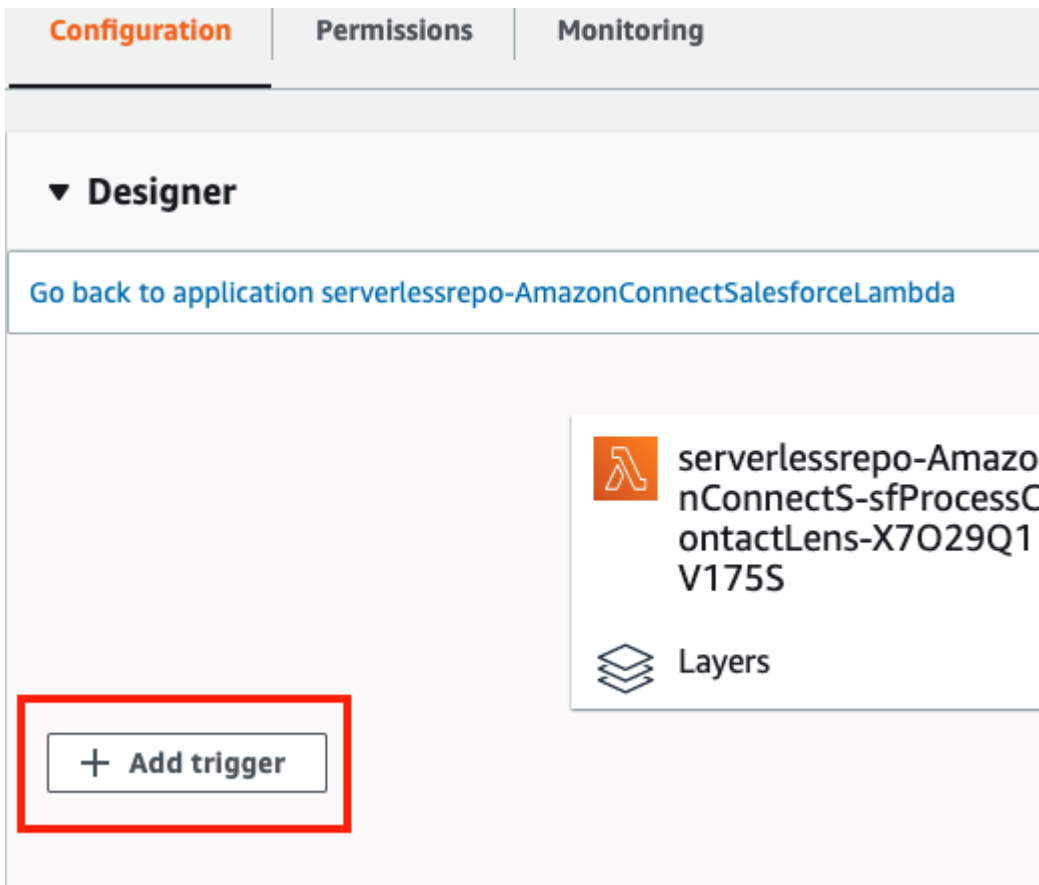 Configuration Permissions Monitoring
Designer
Go back to application serverlessrepo-AmazonConnectSalesforceLambda
serverlessrepo-Amazo
nConnectS-sfProcessC
ontactLens-X7O29Q1
V175S
Layers
+ Add trigger